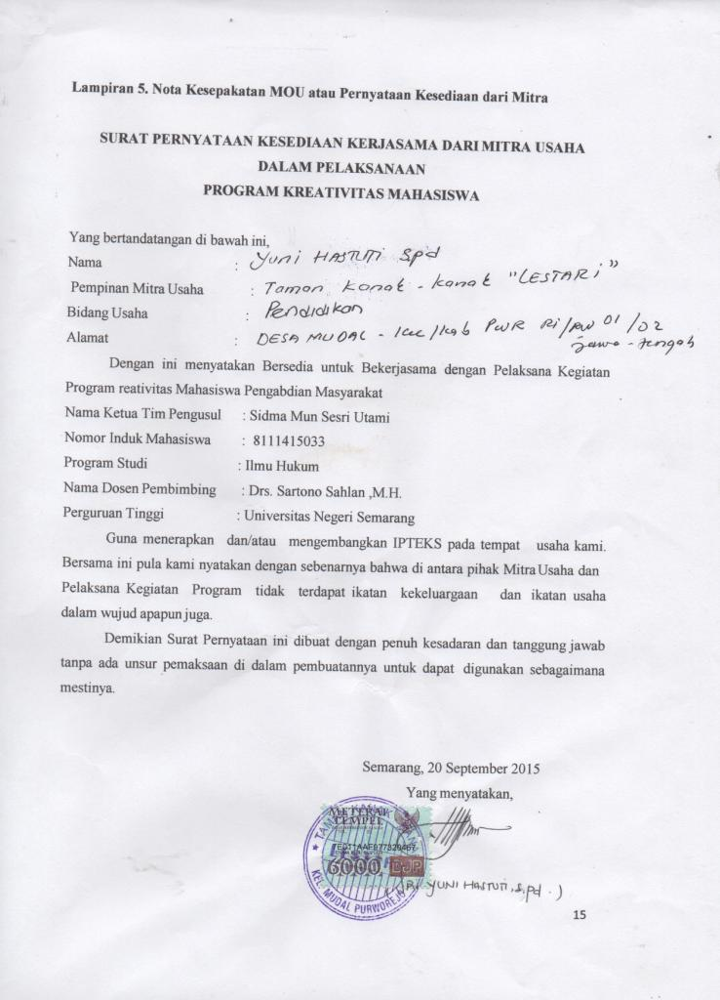 Lampiran 5. Nota Kesepakatan MOU atau Pernyataan Kesediaan dari Mitra
SURAT PERNYATAAN KESEDIAAN KERJASAMA DARI MITRA USAHA
DALAM PELAKSANAAN
PROGRAM KREATIVITAS MAHASISWA
Yang bertandatangan di bawah ini,
Nama : YUNI HASTUTI Spd
Pempinan Mitra Usaha : Taman Kanak - kanak "LESTARI"
Bidang Usaha : Pendidikan
Alamat : DESA MUDAL - kec/kab PWR Rt/RW 01/02
Jawa - tengah
Dengan ini menyatakan Bersedia untuk Bekerjasama dengan Pelaksana Kegiatan
Program reativitas Mahasiswa Pengabdian Masyarakat
Nama Ketua Tim Pengusul : Sidma Mun Sesri Utami
Nomor Induk Mahasiswa : 8111415033
Program Studi : Ilmu Hukum
Nama Dosen Pembimbing : Drs. Sartono Sahlan ,M.H.
Perguruan Tinggi : Universitas Negeri Semarang
Guna menerapkan dan/atau mengembangkan IPTEKS pada tempat usaha kami.
Bersama ini pula kami nyatakan dengan sebenarnya bahwa di antara pihak Mitra Usaha dan
Pelaksana Kegiatan Program tidak terdapat ikatan kekeluargaan dan ikatan usaha
dalam wujud apapun juga.
Demikian Surat Pernyataan ini dibuat dengan penuh kesadaran dan tanggung jawab
tanpa ada unsur pemaksaan di dalam pembuatannya untuk dapat digunakan sebagaimana
mestinya.
Semarang, 20 September 2015
Yang menyatakan,
METERAI
TEMPEL
6000 DJP
KEL. MUDAL PURWOREJO
YUNI HASTUTI, S.pd. )
15